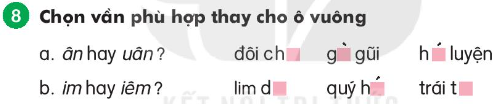 8 Chọn vần phù hợp thay cho ô vuông
a. ân hay uân? đôi ch□ g□̀ gũi h□́ luyện
b. im hay iêm? lim d□ quý h□́ trái t□